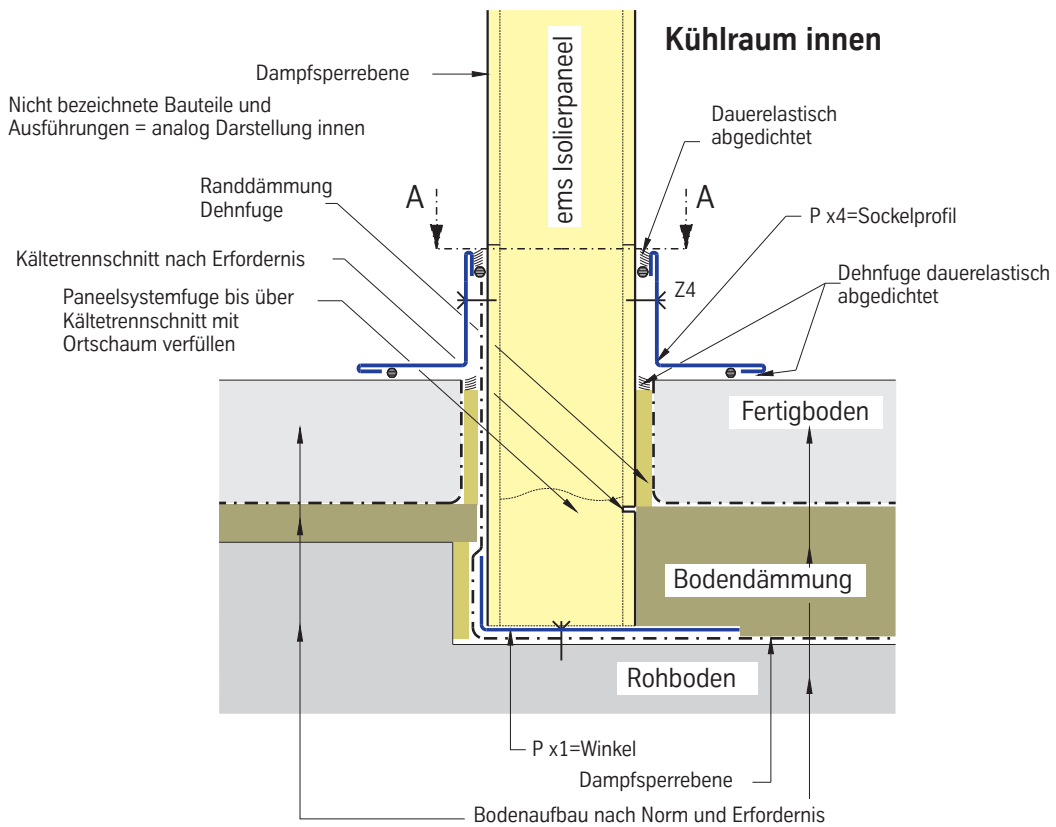 Kühlraum innen
Dampfsperrebene
Nicht bezeichnete Bauteile und
Ausführungen = analog Darstellung innen
ems Isolierpaneel
Dauerelastisch
abgedichtet
Randdämmung
Dehnfuge
A
A
P x4=Sockelprofil
Kältetrennschnitt nach Erfordernis
Dehnfuge dauerelastisch
abgedichtet
Z4
Paneelsystemfuge bis über
Kältetrennschnitt mit
Ortschaum verfüllen
Fertigboden
Bodendämmung
Rohboden
P x1=Winkel
Dampfsperrebene
Bodenaufbau nach Norm und Erfordernis